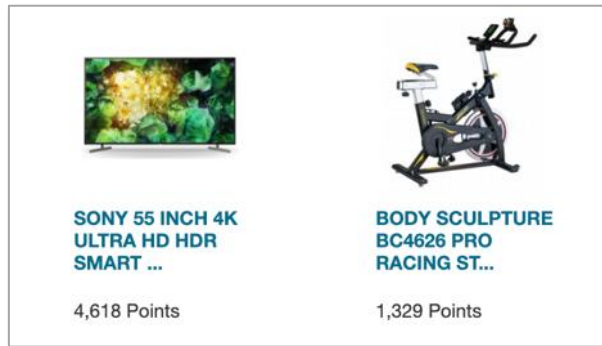 SONY 55 INCH 4K
ULTRA HD HDR
SMART ...
4,618 Points
BODY SCULPTURE
BC4626 PRO
RACING ST...
1,329 Points